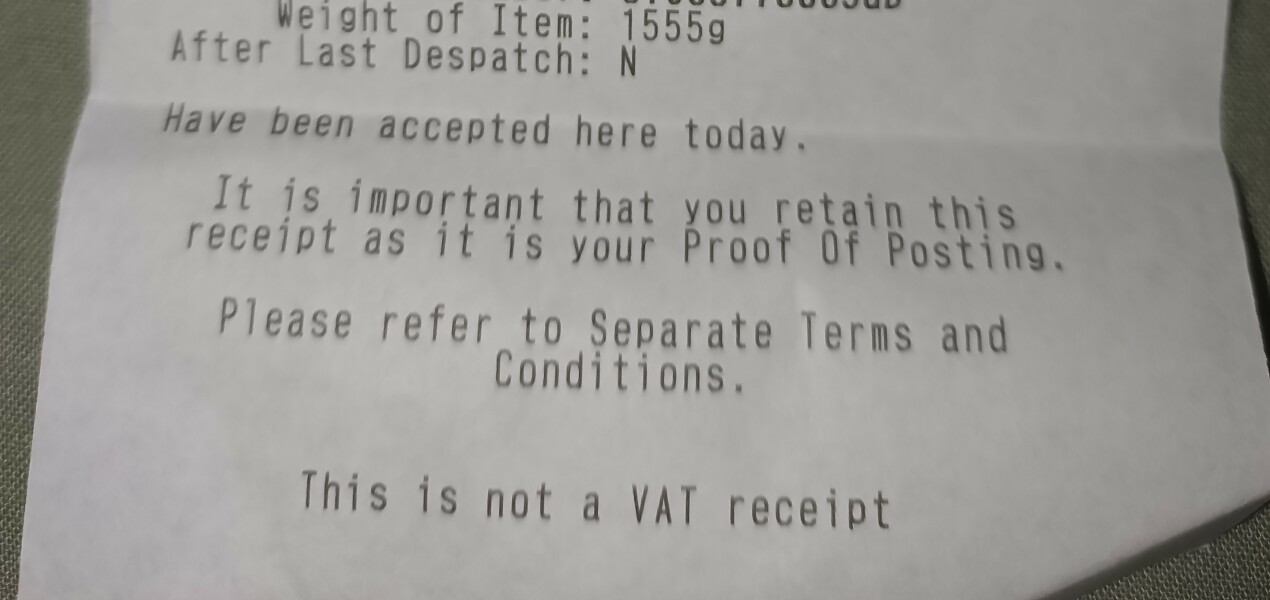 Weight of Item: 1555g
After Last Despatch: N
Have been accepted here today.
It is important that you retain this
receipt as it is your Proof Of Posting.
Please refer to Separate Terms and
Conditions.
This is not a VAT receipt